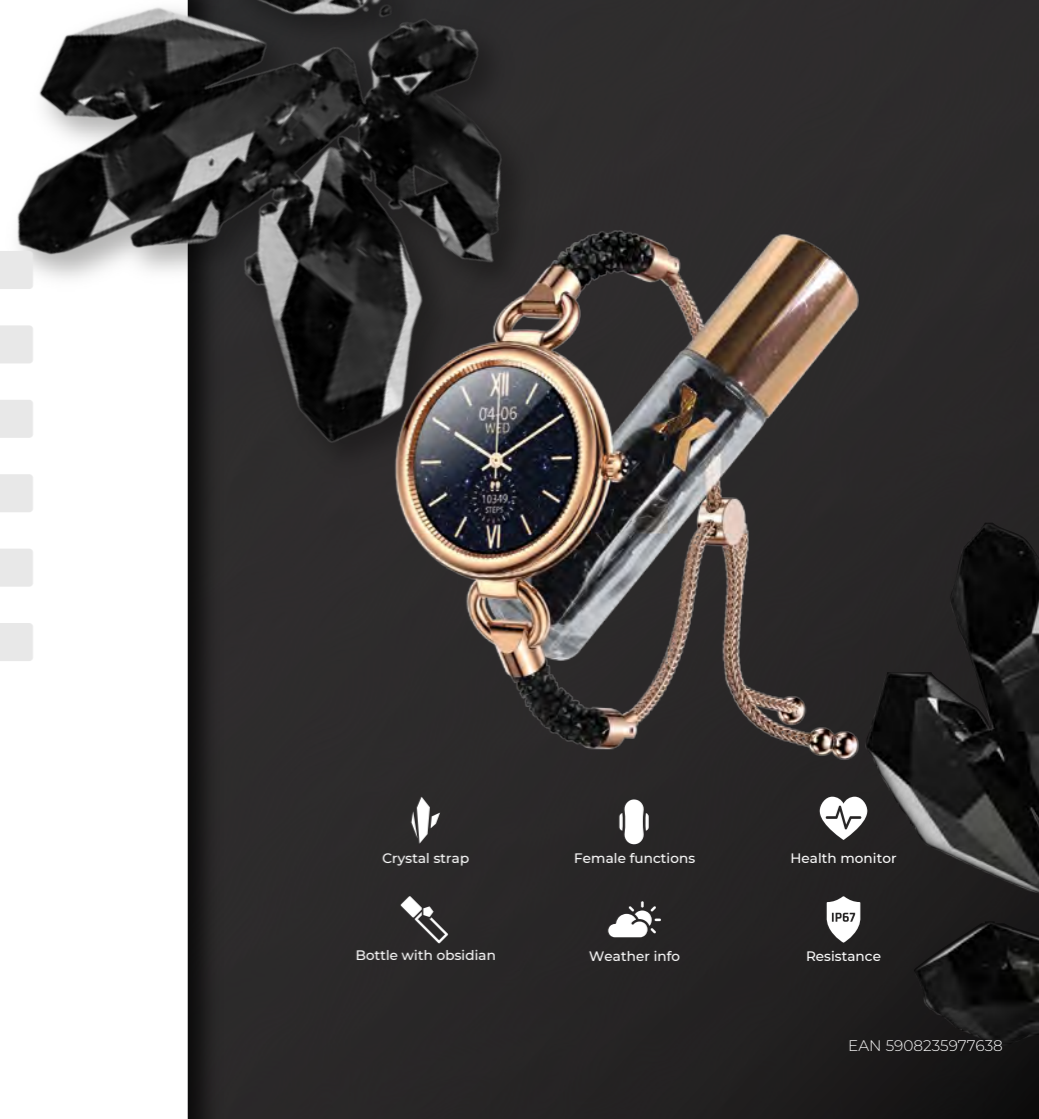 XII
04-06
WED
10349
STEPS
VI
Crystal strap
Female functions
Health monitor
IP67
Bottle with obsidian
Weather info
Resistance
EAN 5908235977638